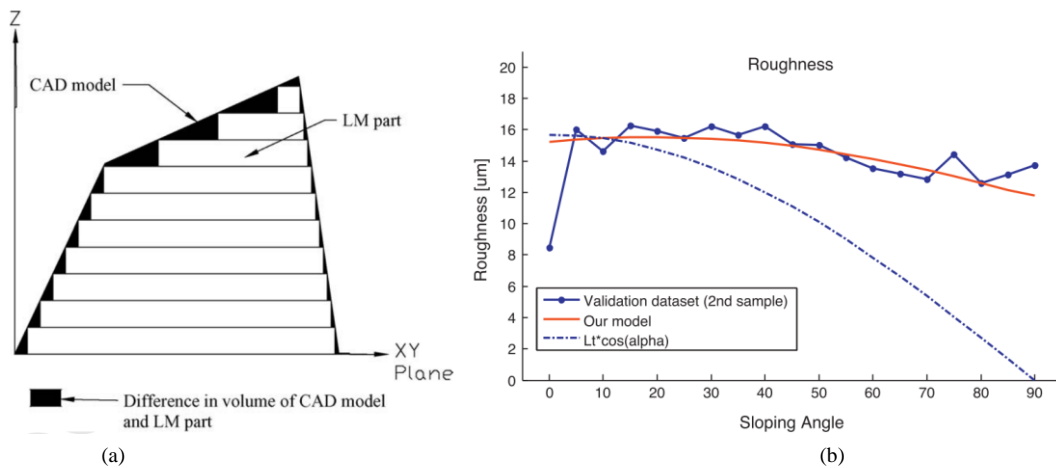 Z
CAD model
LM part
XY
Plane
Difference in volume of CAD model
and LM part
(a)
Roughness
20
18
16
14
12
10
8
6
4
2
0
Roughness [um]
Validation dataset (2nd sample)
Our model
Lt*cos(alpha)
0 10 20 30 40 50 60 70 80 90
Sloping Angle
(b)